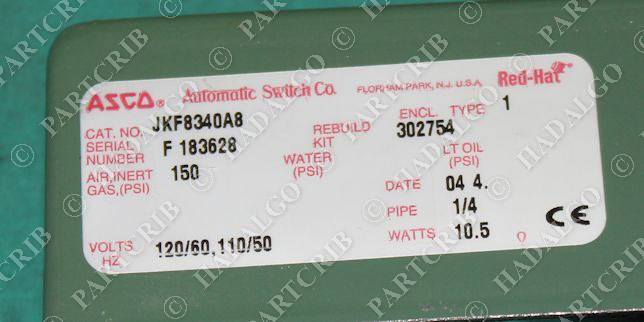 ASCO® Automatic Switch Co. FLORHAM PARK, N.J. U.S.A. Red-Hat®
CAT. NO. JKF8340A8 ENCL. TYPE 1
SERIAL NUMBER F 183628 REBUILD KIT 302754
AIR, INERT GAS, (PSI) 150 WATER (PSI) LT OIL (PSI)
DATE 04 4.
PIPE 1/4
VOLTS HZ 120/60,110/50 WATTS 10.5 CE
PARTCRIB
HADALGO